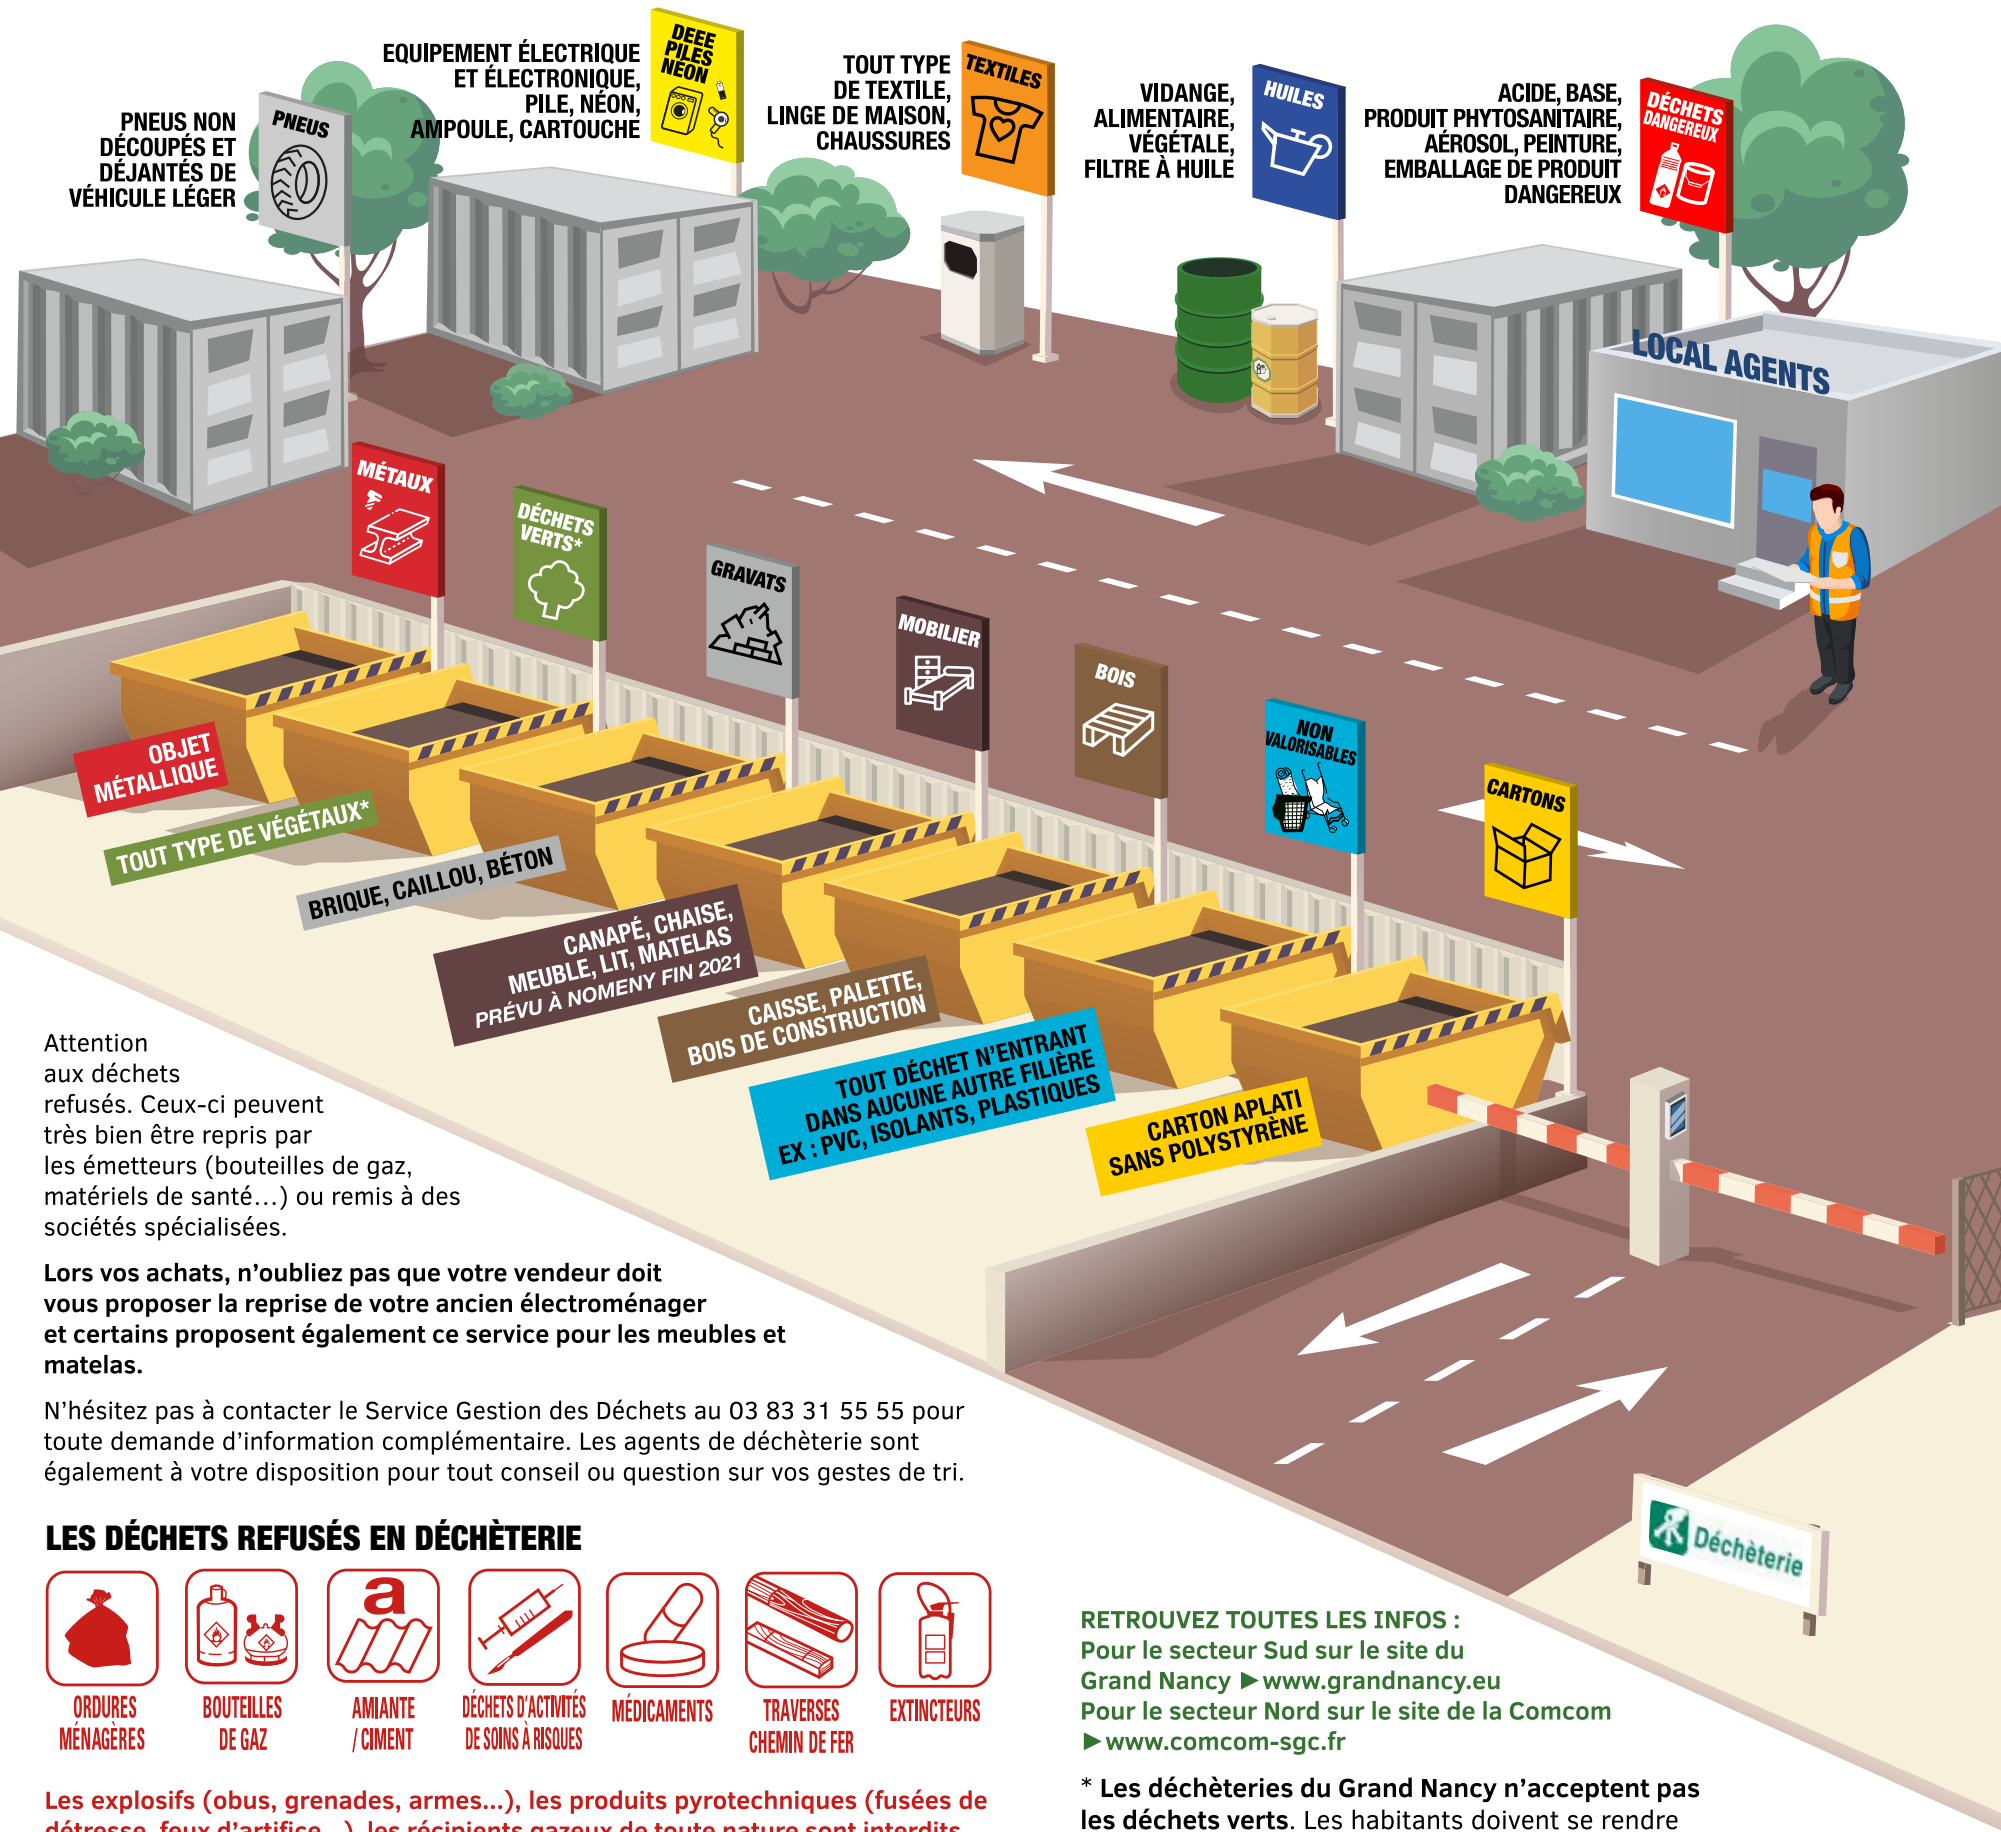 PNEUS NON
DÉCOUPÉS ET
DÉJANTÉS DE
VÉHICULE LÉGER
PNEUS
EQUIPEMENT ÉLECTRIQUE
ET ÉLECTRONIQUE,
PILE, NÉON,
AMPOULE, CARTOUCHE
DEEE
PILES
NÉON
TOUT TYPE
DE TEXTILE,
LINGE DE MAISON,
CHAUSSURES
TEXTILES
VIDANGE,
ALIMENTAIRE,
VÉGÉTALE,
FILTRE À HUILE
HUILES
ACIDE, BASE,
PRODUIT PHYTOSANITAIRE,
AÉROSOL, PEINTURE,
EMBALLAGE DE PRODUIT
DANGEREUX
DÉCHETS
DANGEREUX
LOCAL AGENTS
MÉTAUX
DÉCHETS
VERTS*
GRAVATS
MOBILIER
BOIS
NON
VALORISABLES
CARTONS
OBJET
MÉTALLIQUE
TOUT TYPE DE VÉGÉTAUX*
BRIQUE, CAILLOU, BÉTON
CANAPÉ, CHAISE,
MEUBLE, LIT, MATELAS
PRÉVU À NOMENY FIN 2021
CAISSE, PALETTE,
BOIS DE CONSTRUCTION
TOUT DÉCHET N'ENTRANT
DANS AUCUNE AUTRE FILIÈRE
EX : PVC, ISOLANTS, PLASTIQUES
CARTON APLATI
SANS POLYSTYRÈNE
Attention
aux déchets
refusés. Ceux-ci peuvent
très bien être repris par
les émetteurs (bouteilles de gaz,
matériels de santé...) ou remis à des
sociétés spécialisées.
Lors vos achats, n'oubliez pas que votre vendeur doit
vous proposer la reprise de votre ancien électroménager
et certains proposent également ce service pour les meubles et
matelas.
N'hésitez pas à contacter le Service Gestion des Déchets au 03 83 31 55 55 pour
toute demande d'information complémentaire. Les agents de déchèterie sont
également à votre disposition pour tout conseil ou question sur vos gestes de tri.
Déchèterie
LES DÉCHETS REFUSÉS EN DÉCHÈTERIE
a
ORDURES
MÉNAGÈRES
BOUTEILLES
DE GAZ
AMIANTE
/ CIMENT
DÉCHETS D'ACTIVITÉS
DE SOINS À RISQUES
MÉDICAMENTS
TRAVERSES
CHEMIN DE FER
EXTINCTEURS
Les explosifs (obus, grenades, armes...), les produits pyrotechniques (fusées de
détresse, feux d'artifice...), les récipients gazeux de toute nature sont interdits
RETROUVEZ TOUTES LES INFOS :
Pour le secteur Sud sur le site du
Grand Nancy ►www.grandnancy.eu
Pour le secteur Nord sur le site de la Comcom
►www.comcom-sgc.fr
* Les déchèteries du Grand Nancy n'acceptent pas
les déchets verts. Les habitants doivent se rendre